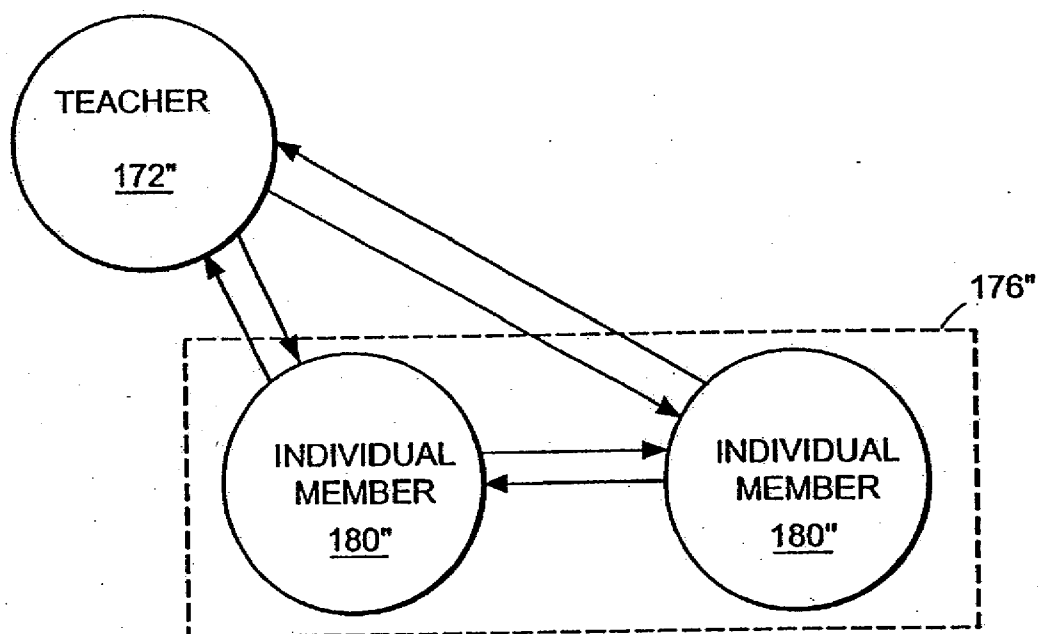 TEACHER
172"
176"
INDIVIDUAL
MEMBER
180"
INDIVIDUAL
MEMBER
180"